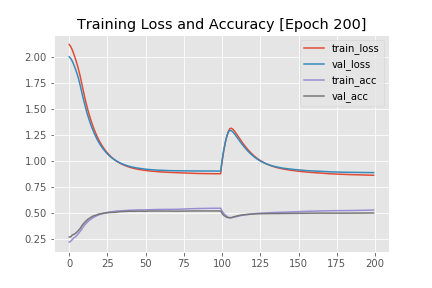 Training Loss and Accuracy [Epoch 200]
train_loss
val_loss
train_acc
val_acc
2.00
1.75
1.50
1.25
1.00
0.75
0.50
0.25
0 25 50 75 100 125 150 175 200